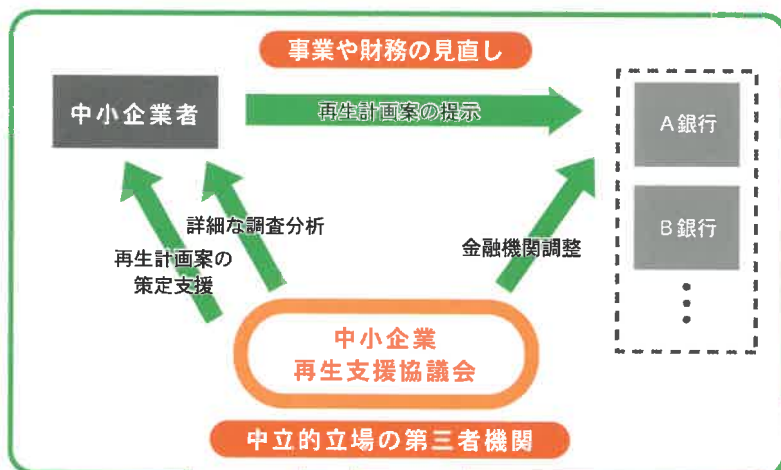 事業や財務の見直し
中小企業者
再生計画案の提示
A銀行
B銀行
詳細な調査分析
再生計画案の
策定支援
金融機関調整
中小企業
再生支援協議会
中立的立場の第三者機関